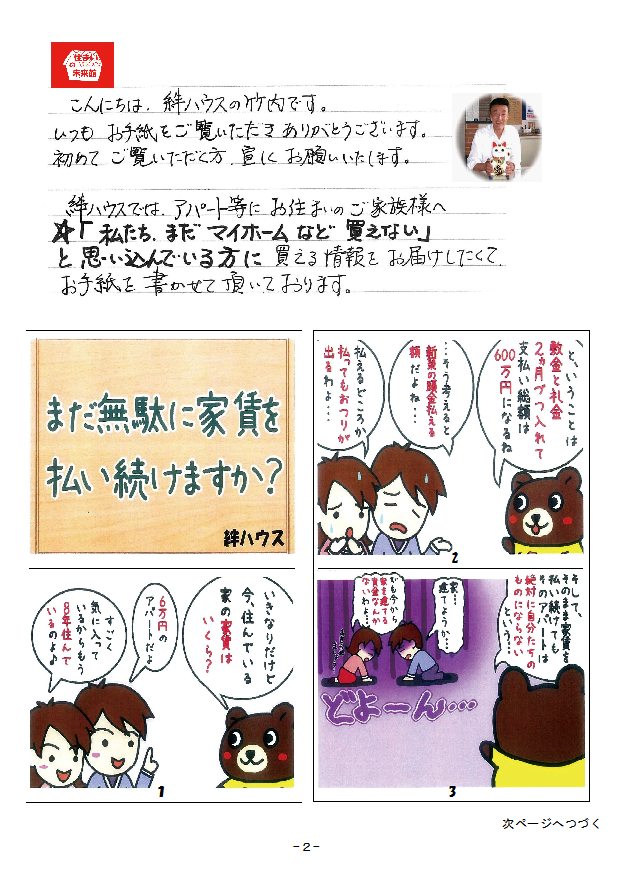 住まい
の
未来館
こんにちは、絆ハウスの竹内です。
いつも お手紙をご覧いただき ありがとうございます。
初めて ご覧いただく方、宜しく お願いいたします。
絆ハウスでは、アパート等に お住まいの ご家族様へ
「私たち、まだ マイホーム など 買えない」
と 思い込んでいる方に 買える情報を お届けしたくて、
お手紙を 書かせて頂いております。
まだ無駄に家賃を
払い続けますか?
絆ハウス
いきなりだけど
今、住んでいる
家の家賃は
いくら?
6万円の
アパートだよ
すごく
気に入って
いるからもう
8年住んで
いるのよ♪
1
と、いうことは
敷金と礼金
2ヵ月づつ入れて
支払い総額は
600万円になるね
…そう考えると
新築の頭金払える
額だよね…
払えるどころか
払ってもおつりが
出るわよ…
2
そして、
そのまま家賃を
払い続けても
そのアパートは
絶対に自分たちの
ものにならない
という…
家…
建てようか…
でも今から
家を建てる
資金なんか
ないわよ…
どよーん…
3
次ページへつづく
-2-